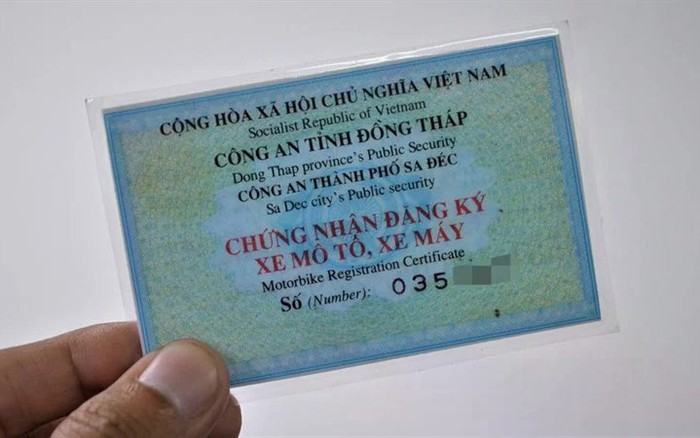 CỘNG HÒA XÃ HỘI CHỦ NGHĨA VIỆT NAM
Socialist Republic of Vietnam
CÔNG AN TỈNH ĐỒNG THÁP
Dong Thap province's Public Security
CÔNG AN THÀNH PHỐ SA ĐÉC
Sa Dec city's Public security
CHỨNG NHẬN ĐĂNG KÝ
XE MÔ TÔ, XE MÁY
Motorbike Registration Certificate
Số (Number): 035